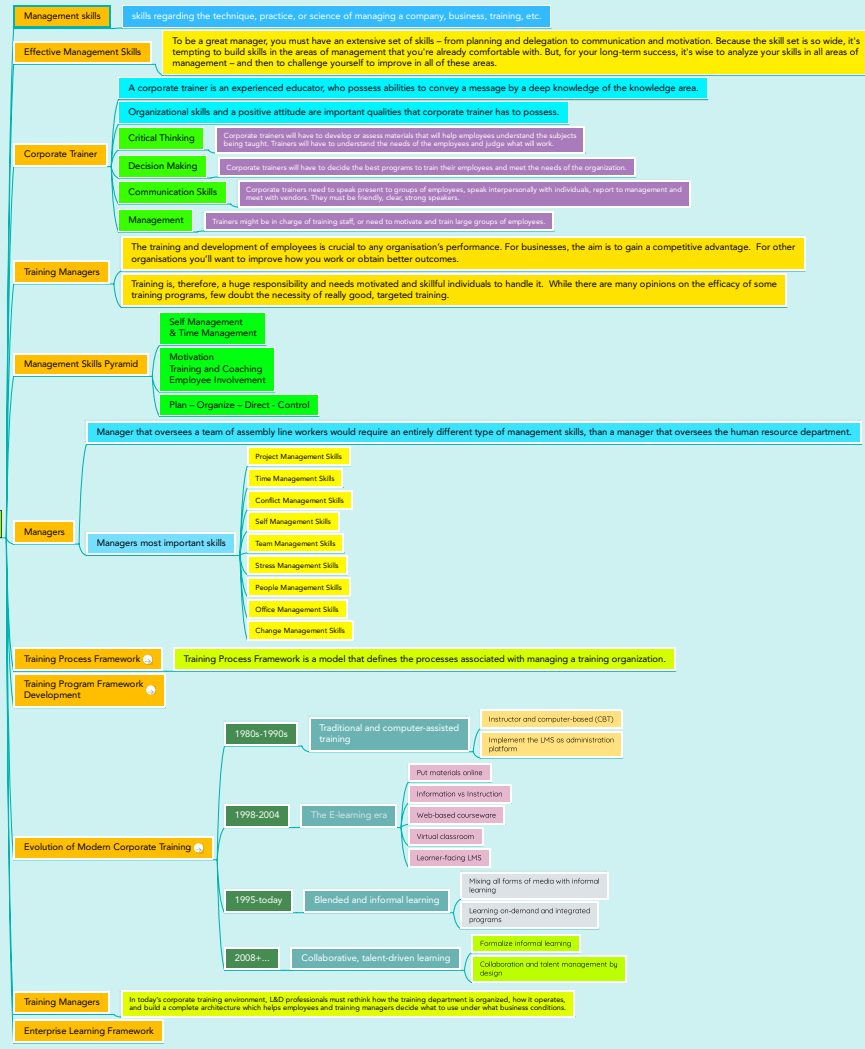 Management skills
skills regarding the technique, practice, or science of managing a company, business, training, etc.
Effective Management Skills
To be a great manager, you must have an extensive set of skills – from planning and delegation to communication and motivation. Because the skill set is so wide, it's
tempting to build skills in the areas of management that you're already comfortable with. But, for your long-term success, it's wise to analyze your skills in all areas of
management – and then to challenge yourself to improve in all of these areas.
Corporate Trainer
A corporate trainer is an experienced educator, who possess abilities to convey a message by a deep knowledge of the knowledge area.
Organizational skills and a positive attitude are important qualities that corporate trainer has to possess.
Critical Thinking
Corporate trainers will have to develop or assess materials that will help employees understand the subjects
being taught. Trainers will have to understand the needs of the employees and judge what will work.
Decision Making
Corporate trainers will have to decide the best programs to train their employees and meet the needs of the organization.
Communication Skills
Corporate trainers need to speak present to groups of employees, speak interpersonally with individuals, report to management and
meet with vendors. They must be friendly, clear, strong speakers.
Management
Trainers might be in charge of training staff, or need to motivate and train large groups of employees.
Training Managers
The training and development of employees is crucial to any organisation's performance. For businesses, the aim is to gain a competitive advantage. For other
organisations you'll want to improve how you work or obtain better outcomes.
Training is, therefore, a huge responsibility and needs motivated and skillful individuals to handle it. While there are many opinions on the efficacy of some
training programs, few doubt the necessity of really good, targeted training.
Management Skills Pyramid
Self Management
& Time Management
Motivation
Training and Coaching
Employee Involvement
Plan – Organize – Direct - Control
Managers
Manager that oversees a team of assembly line workers would require an entirely different type of management skills, than a manager that oversees the human resource department.
Managers most important skills
Project Management Skills
Time Management Skills
Conflict Management Skills
Self Management Skills
Team Management Skills
Stress Management Skills
People Management Skills
Office Management Skills
Change Management Skills
Training Process Framework
Training Process Framework is a model that defines the processes associated with managing a training organization.
Training Program Framework
Development
Evolution of Modern Corporate Training
1980s-1990s
Traditional and computer-assisted
training
Instructor and computer-based (CBT)
Implement the LMS as administration
platform
1998-2004
The E-learning era
Put materials online
Information vs Instruction
Web-based courseware
Virtual classroom
Learner-facing LMS
1995-today
Blended and informal learning
Mixing all forms of media with informal
learning
Learning on-demand and integrated
programs
2008+...
Collaborative, talent-driven learning
Formalize informal learning
Collaboration and talent management by
design
Training Managers
In today's corporate training environment, L&D professionals must rethink how the training department is organized, how it operates,
and build a complete architecture which helps employees and training managers decide what to use under what business conditions.
Enterprise Learning Framework